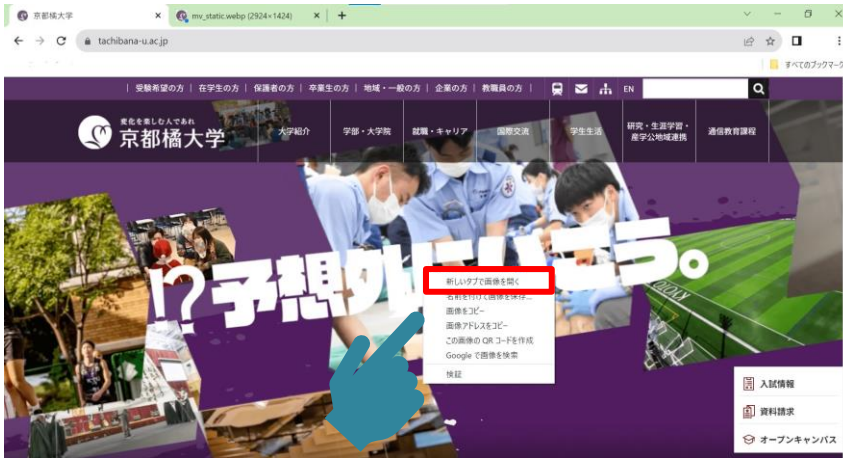 京都橘大学
mv_static.webp (2924×1424)
tachibana-u.ac.jp
すべてのブックマーク
受験希望の方 | 在学生の方 | 保護者の方 | 卒業生の方 | 地域・一般の方 | 企業の方 | 教職員の方 |
EN
変化を楽しむ人であれ
京都橘大学
大学紹介
学部・大学院
就職・キャリア
国際交流
学生生活
研究・生涯学習・
産学公地域連携
通信教育課程
!?予想外にいこう。
新しいタブで画像を開く
名前を付けて画像を保存...
画像をコピー
画像アドレスをコピー
この画像の QR コードを作成
Google で画像を検索
検証
入試情報
資料請求
オープンキャンパス